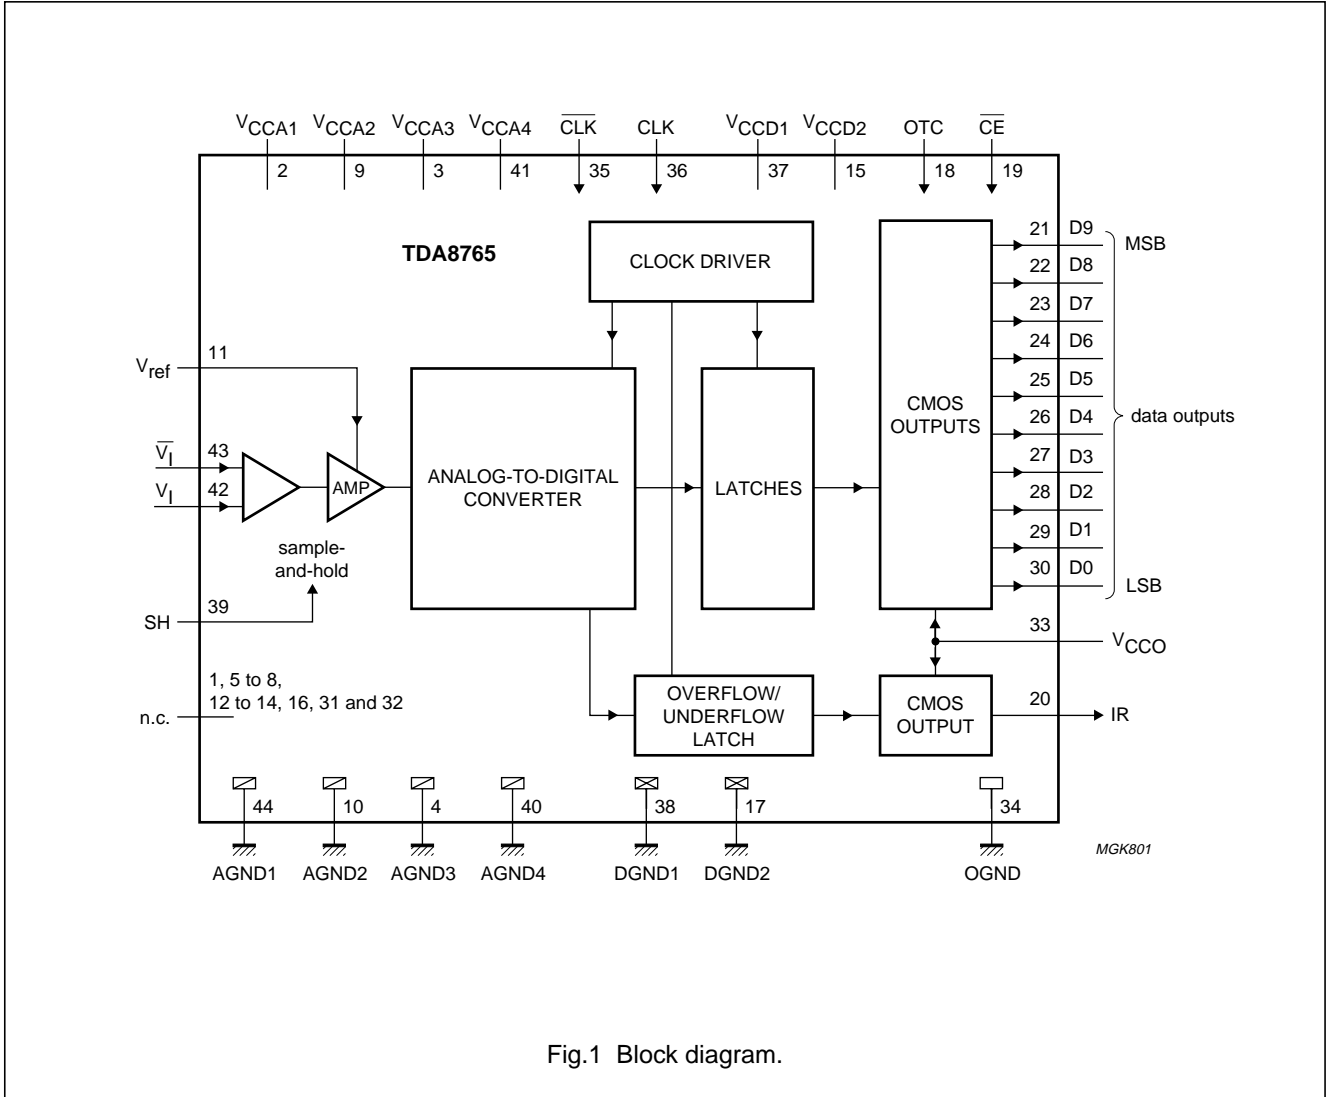 VCCA1 VCCA2 VCCA3 VCCA4 CLK CLK VCCD1 VCCD2 OTC CE
2 9 3 41 35 36 37 15 18 19
TDA8765
CLOCK DRIVER
21 D9 MSB
22 D8
23 D7
24 D6
25 D5
26 D4
27 D3
28 D2
29 D1
30 D0 LSB
data outputs
Vref 11
VI 43
VI 42
AMP
ANALOG-TO-DIGITAL
CONVERTER
LATCHES
CMOS
OUTPUTS
sample-
and-hold
SH 39
33 VCCO
n.c. 1, 5 to 8,
12 to 14, 16, 31 and 32
OVERFLOW/
UNDERFLOW
LATCH
CMOS
OUTPUT
20 IR
44 10 4 40 38 17 34
AGND1 AGND2 AGND3 AGND4 DGND1 DGND2 OGND
MGK801
Fig.1 Block diagram.